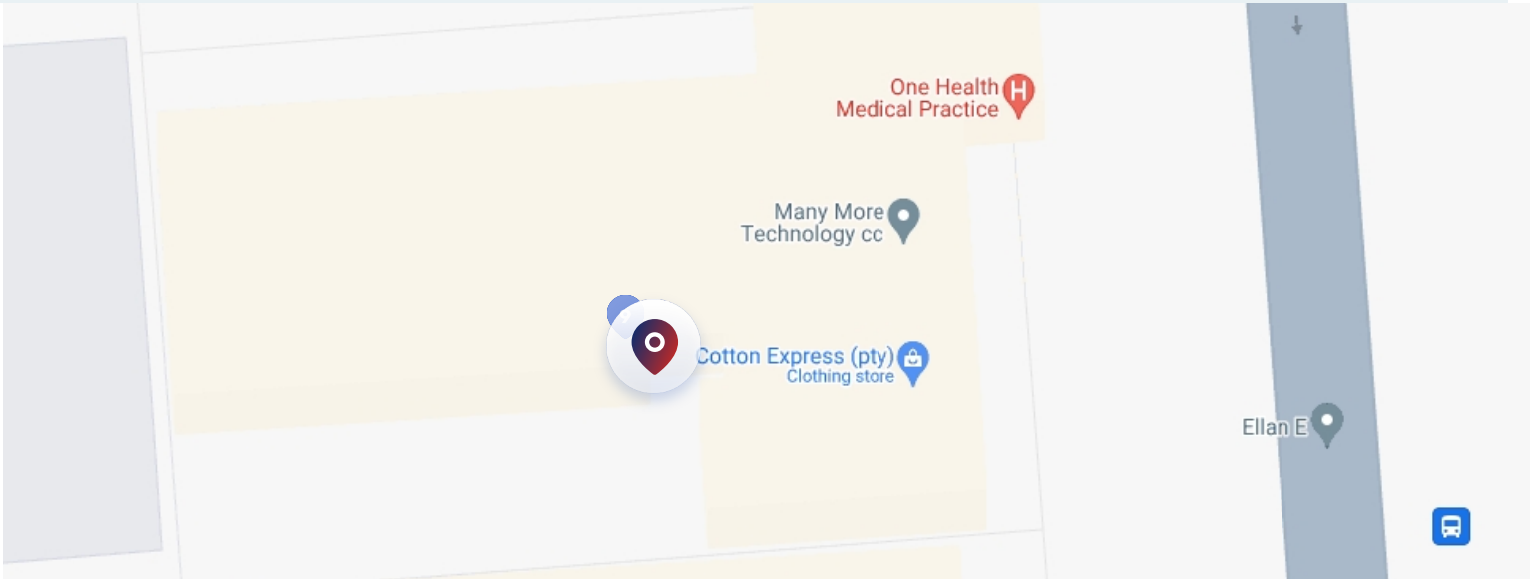 One Health
Medical Practice
H
Many More
Technology cc
Cotton Express (pty)
Clothing store
Ellan E